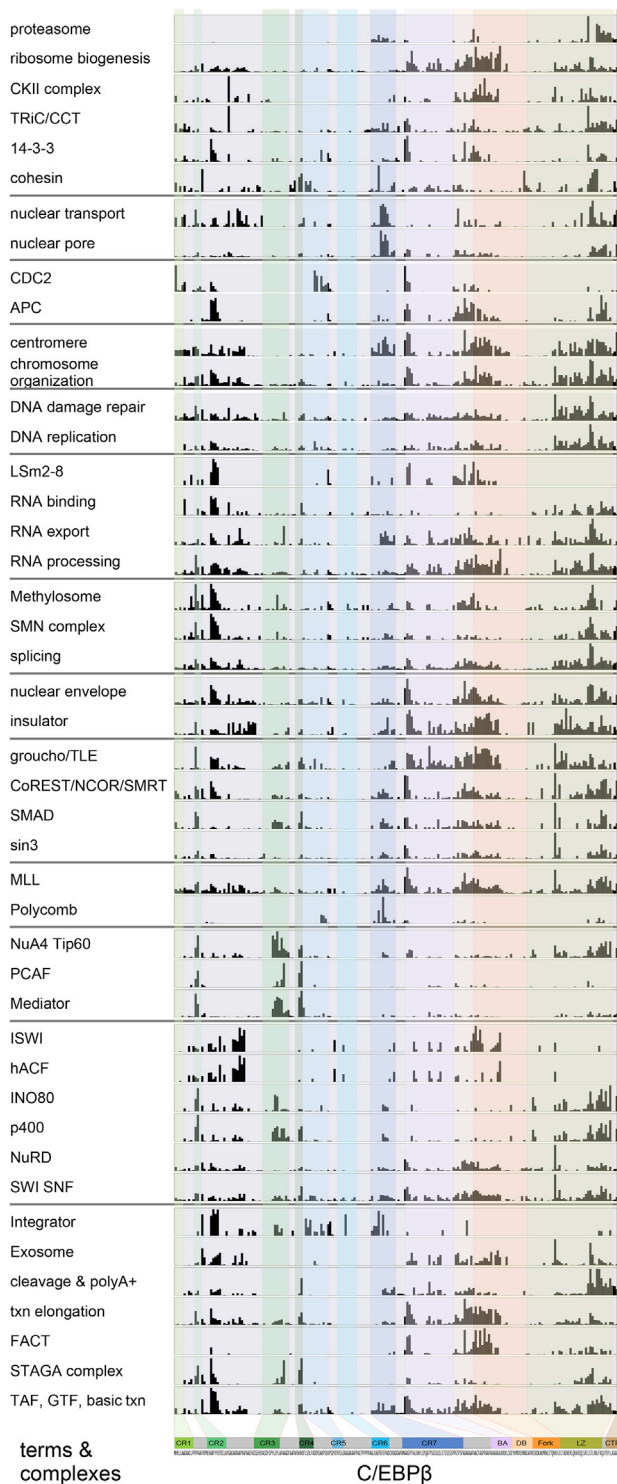 proteasome
ribosome biogenesis
CKII complex
TRiC/CCT
14-3-3
cohesin
nuclear transport
nuclear pore
CDC2
APC
centromere
chromosome
organization
DNA damage repair
DNA replication
LSm2-8
RNA binding
RNA export
RNA processing
Methylosome
SMN complex
splicing
nuclear envelope
insulator
groucho/TLE
CoREST/NCOR/SMRT
SMAD
sin3
MLL
Polycomb
NuA4 Tip60
PCAF
Mediator
ISWI
hACF
INO80
p400
NuRD
SWI SNF
Integrator
Exosome
cleavage & polyA+
txn elongation
FACT
STAGA complex
TAF, GTF, basic txn
CR1 CR2 CR3 CR4 CR5 CR6 CR7 BA DB Fork LZ CTR
terms &
complexes C/EBPβ